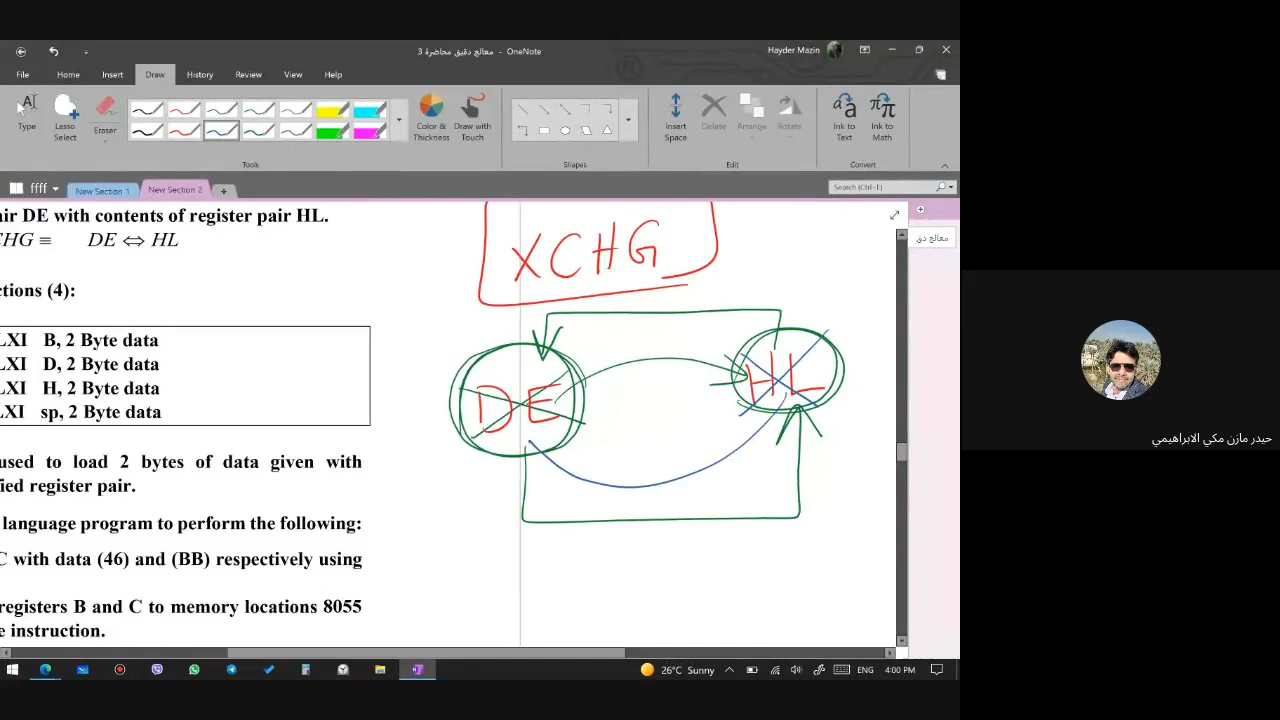 معالج دقيق محاضرة 3 - OneNote
Hayder Mazin
File Home Insert Draw History Review View Help
Type
Lasso Select
Eraser
Color & Thickness
Draw with Touch
Insert Space
Delete
Arrange
Rotate
Ink to Text
Ink to Math
Tools
Shapes
Edit
Convert
ffff
New Section 1
New Section 2
Search (Ctrl+E)
air DE with contents of register pair HL.
CHG ≡ DE ⇔ HL
XCHG
معالج دق
ctions (4):
LXI B, 2 Byte data
LXI D, 2 Byte data
LXI H, 2 Byte data
LXI sp, 2 Byte data
DE
HL
used to load 2 bytes of data given with
fied register pair.
language program to perform the following:
C with data (46) and (BB) respectively using
registers B and C to memory locations 8055
e instruction.
حيدر مازن مكي الابراهيمي
26°C Sunny
ENG
4:00 PM